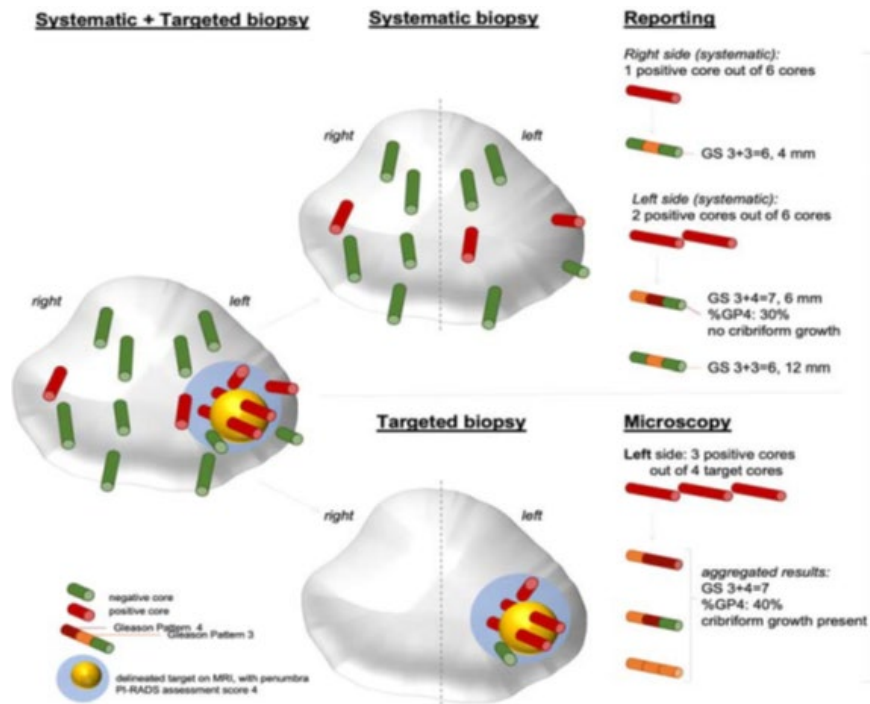 Systematic + Targeted biopsy
Systematic biopsy
Reporting
Right side (systematic):
1 positive core out of 6 cores
right
left
GS 3+3=6, 4 mm
Left side (systematic):
2 positive cores out of 6 cores
GS 3+4=7, 6 mm
%GP4: 30%
no cribriform growth
GS 3+3=6, 12 mm
right
left
Targeted biopsy
Microscopy
Left side: 3 positive cores
out of 4 target cores
right
left
aggregated results:
GS 3+4=7
%GP4: 40%
cribriform growth present
negative core
positive core
Gleason Pattern 4
Gleason Pattern 3
delineated target on MRI, with penumbra
PI-RADS assessment score 4